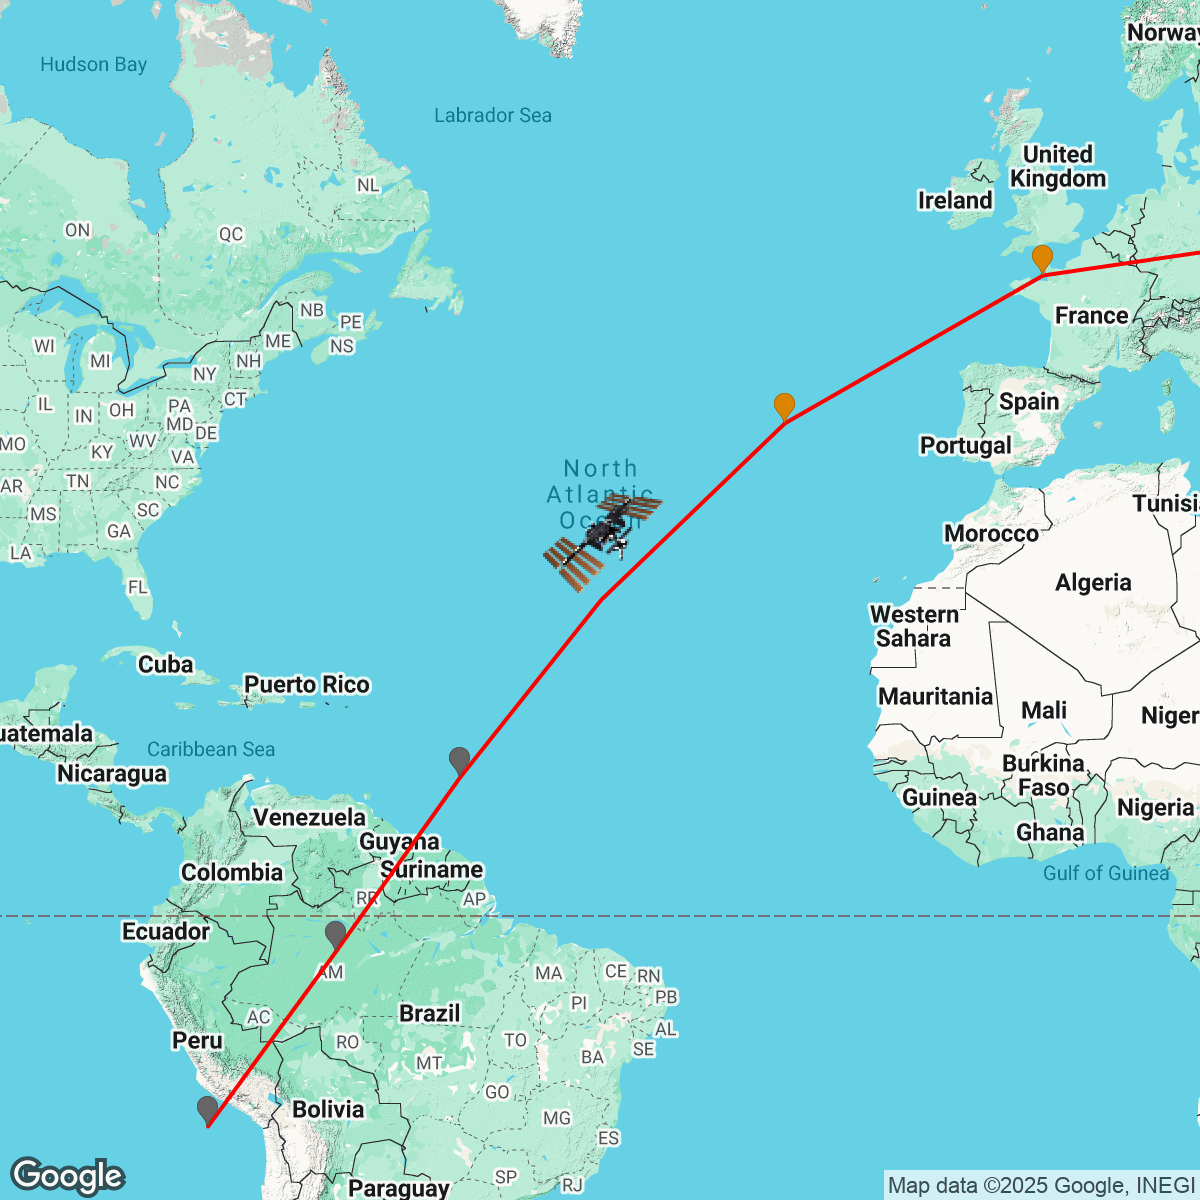 Norway
Hudson Bay
Labrador Sea
United
Kingdom
Ireland
NL
ON
QC
NB
PE
NS
ME
France
WI
MI
NH
NY
CT
IL
IN
OH
PA
MD
DE
Spain
MO
WV
KY
VA
Portugal
North
Atlantic
Ocean
AR
TN
NC
MS
SC
GA
LA
FL
Tunisi
Morocco
Algeria
Western
Sahara
Cuba
Puerto Rico
Mauritania
Mali
Niger
uatemala
Caribbean Sea
Nicaragua
Burkina
Faso
Guinea
Nigeria
Venezuela
Guyana
Ghana
Suriname
Colombia
Gulf of Guinea
RR
AP
Ecuador
AM
MA
CE
RN
PI
PB
AC
Brazil
AL
Peru
RO
TO
SE
MT
BA
GO
Bolivia
MG
ES
SP
RJ
Paraguay
Google
Map data ©2025 Google, INEGI